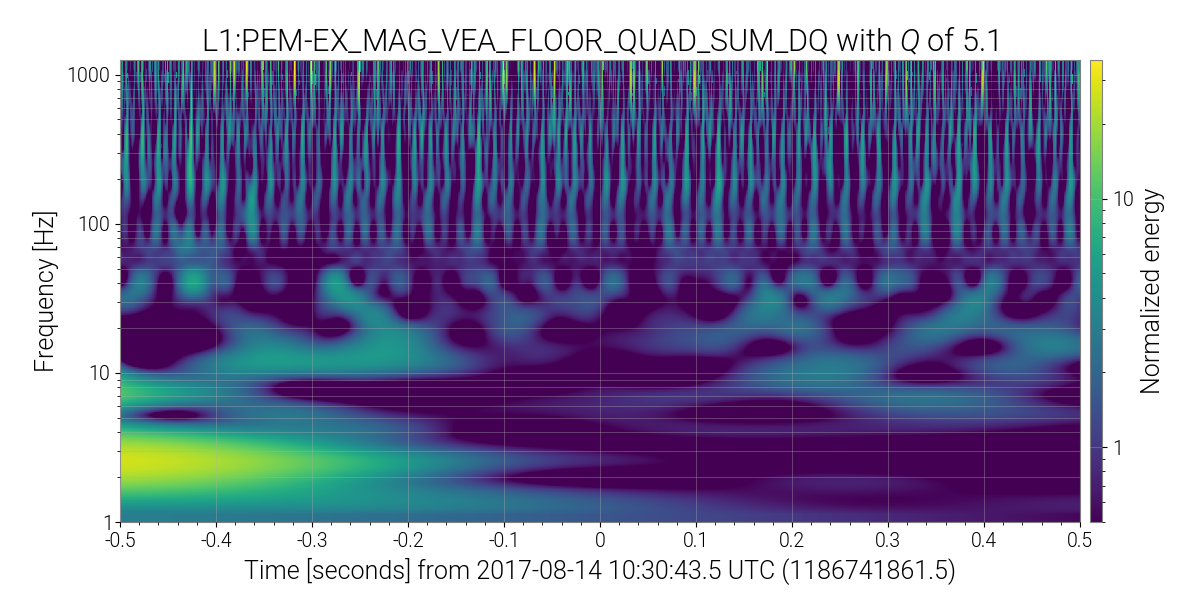 L1:PEM-EX_MAG_VEA_FLOOR_QUAD_SUM_DQ with Q of 5.1
1000
100
10
1
Frequency [Hz]
-0.5 -0.4 -0.3 -0.2 -0.1 0 0.1 0.2 0.3 0.4 0.5
Time [seconds] from 2017-08-14 10:30:43.5 UTC (1186741861.5)
10
1
Normalized energy